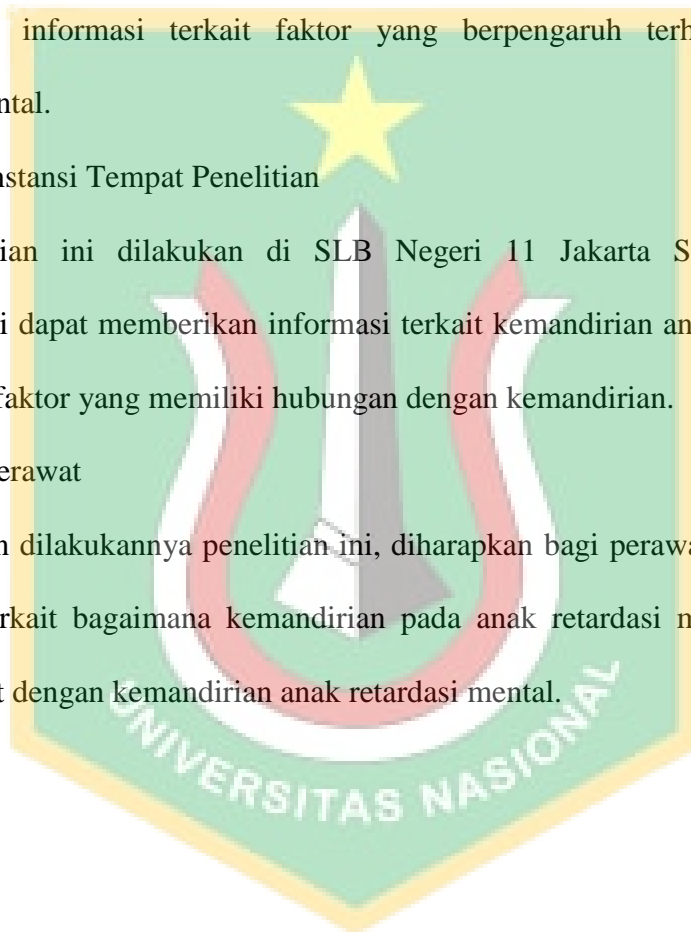 informasi terkait faktor yang berpengaruh terh
ntal.
nstansi Tempat Penelitian
ian ini dilakukan di SLB Negeri 11 Jakarta S
i dapat memberikan informasi terkait kemandirian an
faktor yang memiliki hubungan dengan kemandirian.
erawat
n dilakukannya penelitian ini, diharapkan bagi perawa
rkait bagaimana kemandirian pada anak retardasi m
t dengan kemandirian anak retardasi mental.
UNIVERSITAS NASIONAL